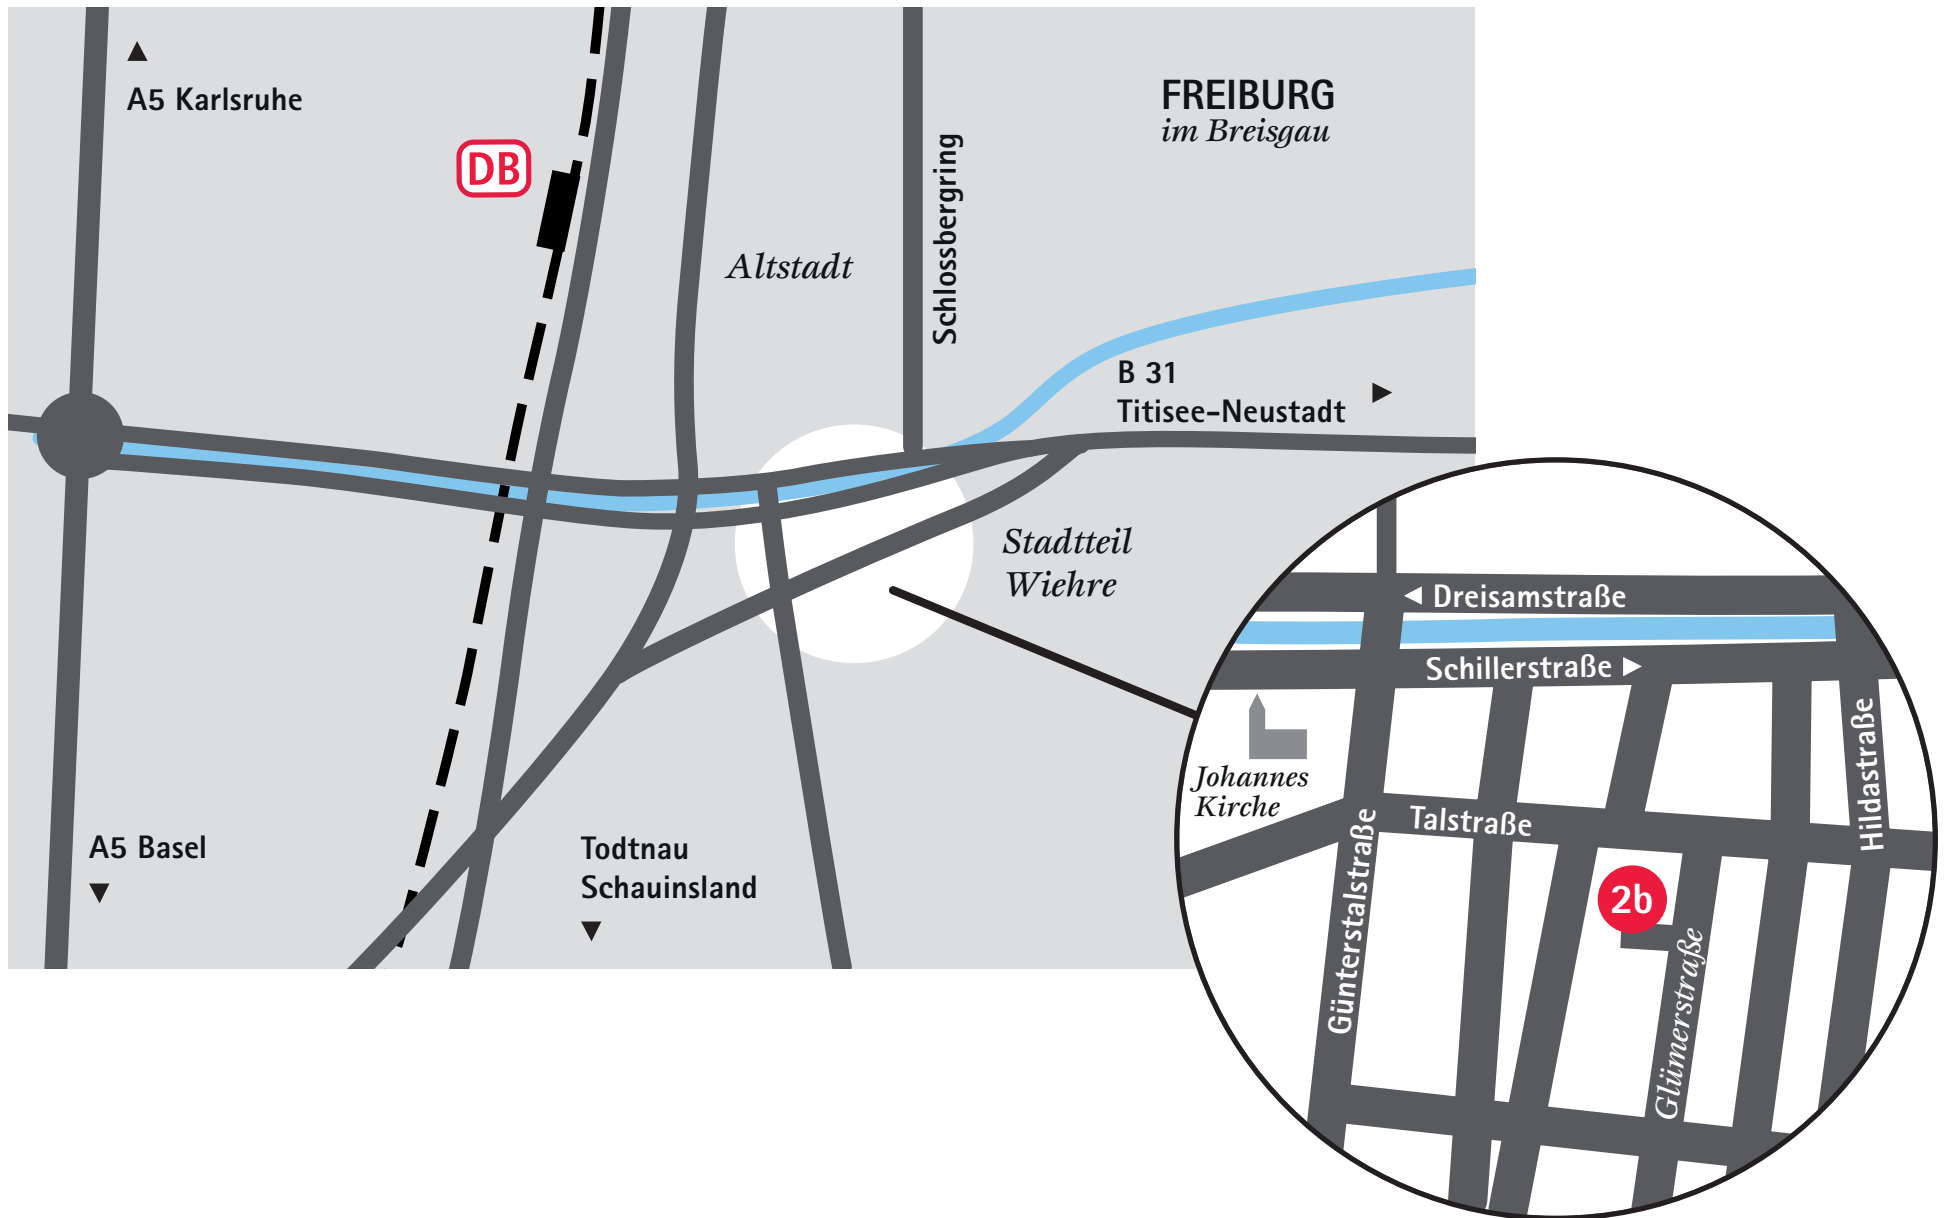 A5 Karlsruhe
DB
FREIBURG
im Breisgau
Schlossbergring
Altstadt
B 31
Titisee-Neustadt
Stadtteil
Wiehre
A5 Basel
Todtnau
Schauinsland
Dreisamstraße
Schillerstraße
Johannes
Kirche
Talstraße
Hildastraße
Günterstalstraße
2b
Glümerstraße